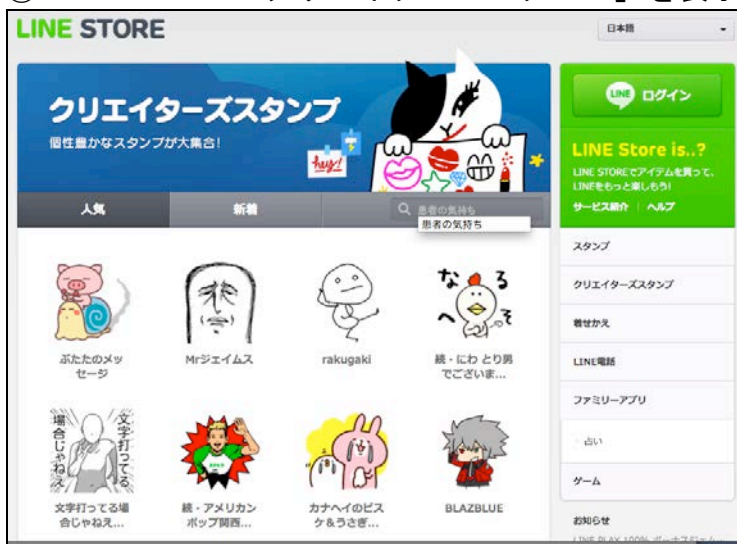 LINE STORE
日本語
クリエイターズスタンプ
個性豊かなスタンプが大集合!
hey!
人気
新着
患者の気持ち
患者の気持ち
ログイン
LINE Store is..?
LINE STOREでアイテムを買って、
LINEをもっと楽しもう!
サービス紹介
ヘルプ
スタンプ
クリエイターズスタンプ
着せかえ
LINE電話
ファミリーアプリ
占い
ゲーム
お知らせ
ぶたたのメッ
セージ
Mrジェイムス
rakugaki
なるへそ
続・にわ とり男
でございま...
文字打ってる
場合じゃねえ
文字打ってる場
合じゃねえ...
続・アメリカン
ポップ関西...
カナヘイのピス
ケ&うさぎ...
BLAZBLUE